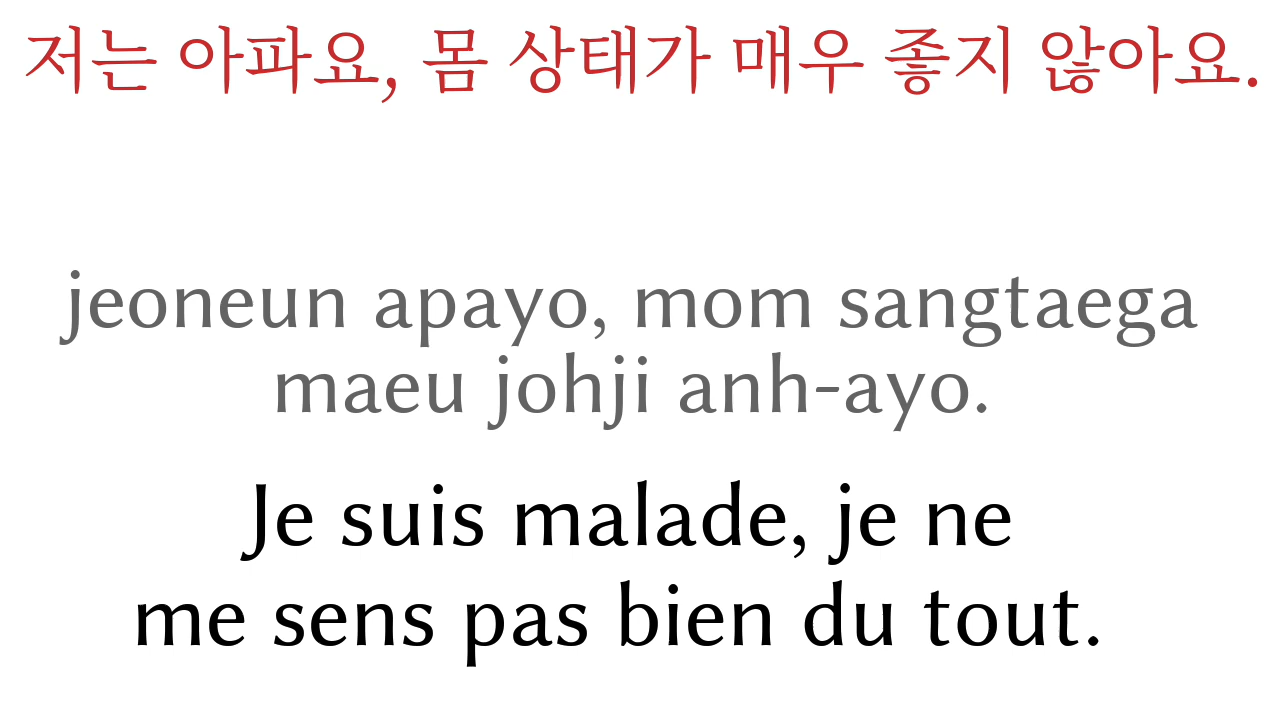 저는 아파요, 몸 상태가 매우 좋지 않아요.
jeoneun apayo, mom sangtaega
maeu johji anh-ayo.
Je suis malade, je ne
me sens pas bien du tout.